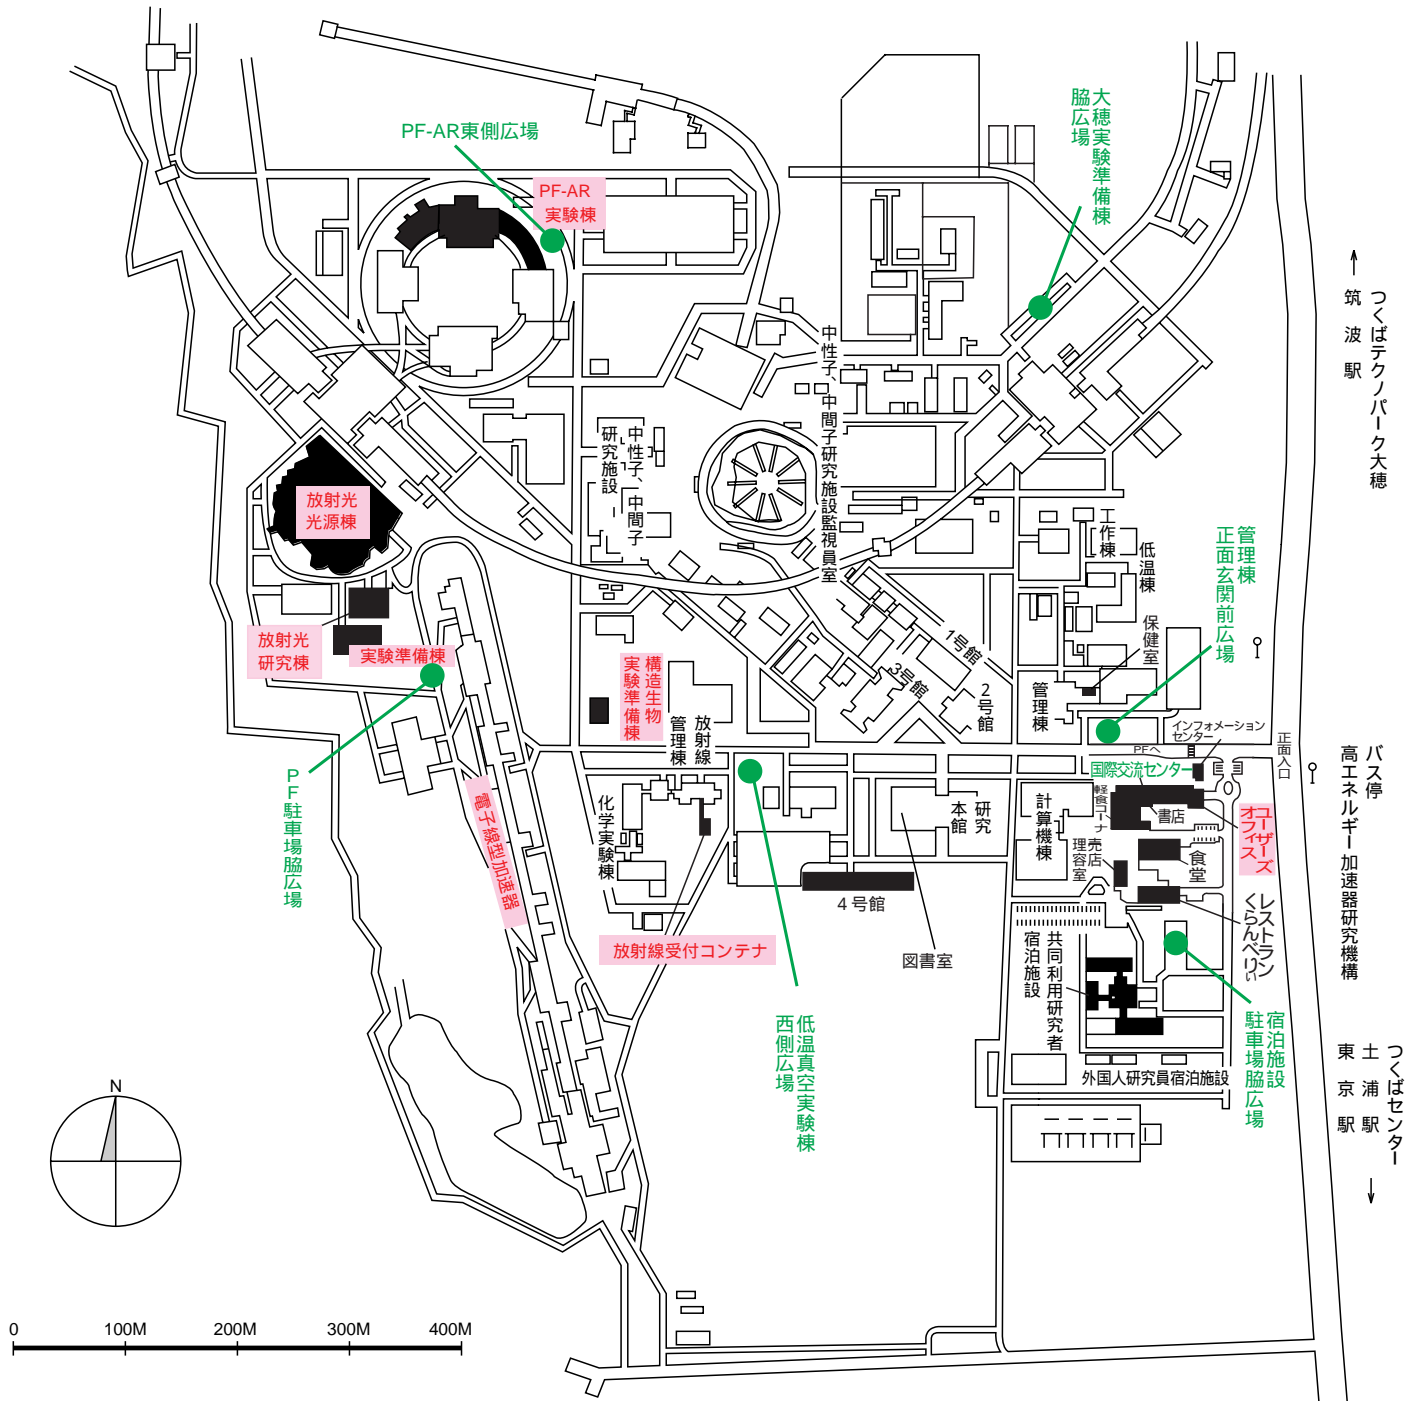 PF-AR東側広場
PF-AR
実験棟
大穂実験準備棟
脇広場
つくばテクノパーク大穂
筑波駅
中性子、中間子研究施設監視員室
中性子、中間子
研究施設
放射光
光源棟
工作棟
低温棟
保健室
管理棟
正面玄関前広場
放射光
研究棟
実験準備棟
構造生物
実験準備棟
放射線
管理棟
1号館
3号館
2号館
管理棟
インフォメーション
センター
正面入口
PFへ
国際交流センター
軽食コーナ
書店
ユーザーズ
オフィス
バス停
高エネルギー加速器研究機構
PF駐車場脇広場
電子線型加速器
化学実験棟
研究
本館
計算機棟
売店
理容室
食堂
4号館
レストラン
くらんべりぃ
放射線受付コンテナ
図書室
共同利用研究者
宿泊施設
低温真空実験棟
西側広場
宿泊施設
駐車場脇広場
外国人研究員宿泊施設
つくばセンター
土浦駅
東京駅
N
0
100M
200M
300M
400M